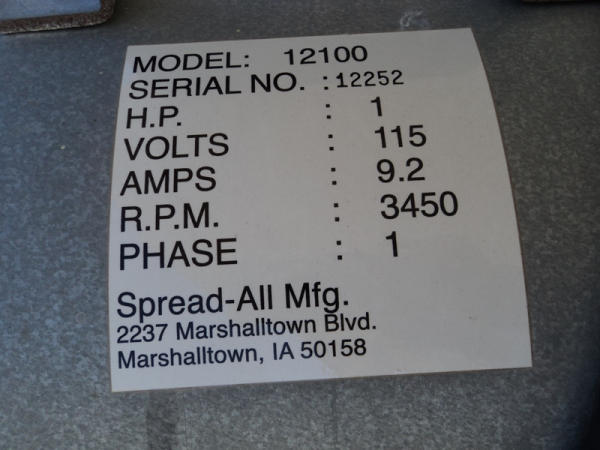 MODEL: 12100
SERIAL NO. : 12252
H.P. : 1
VOLTS : 115
AMPS : 9.2
R.P.M. : 3450
PHASE : 1
Spread-All Mfg.
2237 Marshalltown Blvd.
Marshalltown, IA 50158